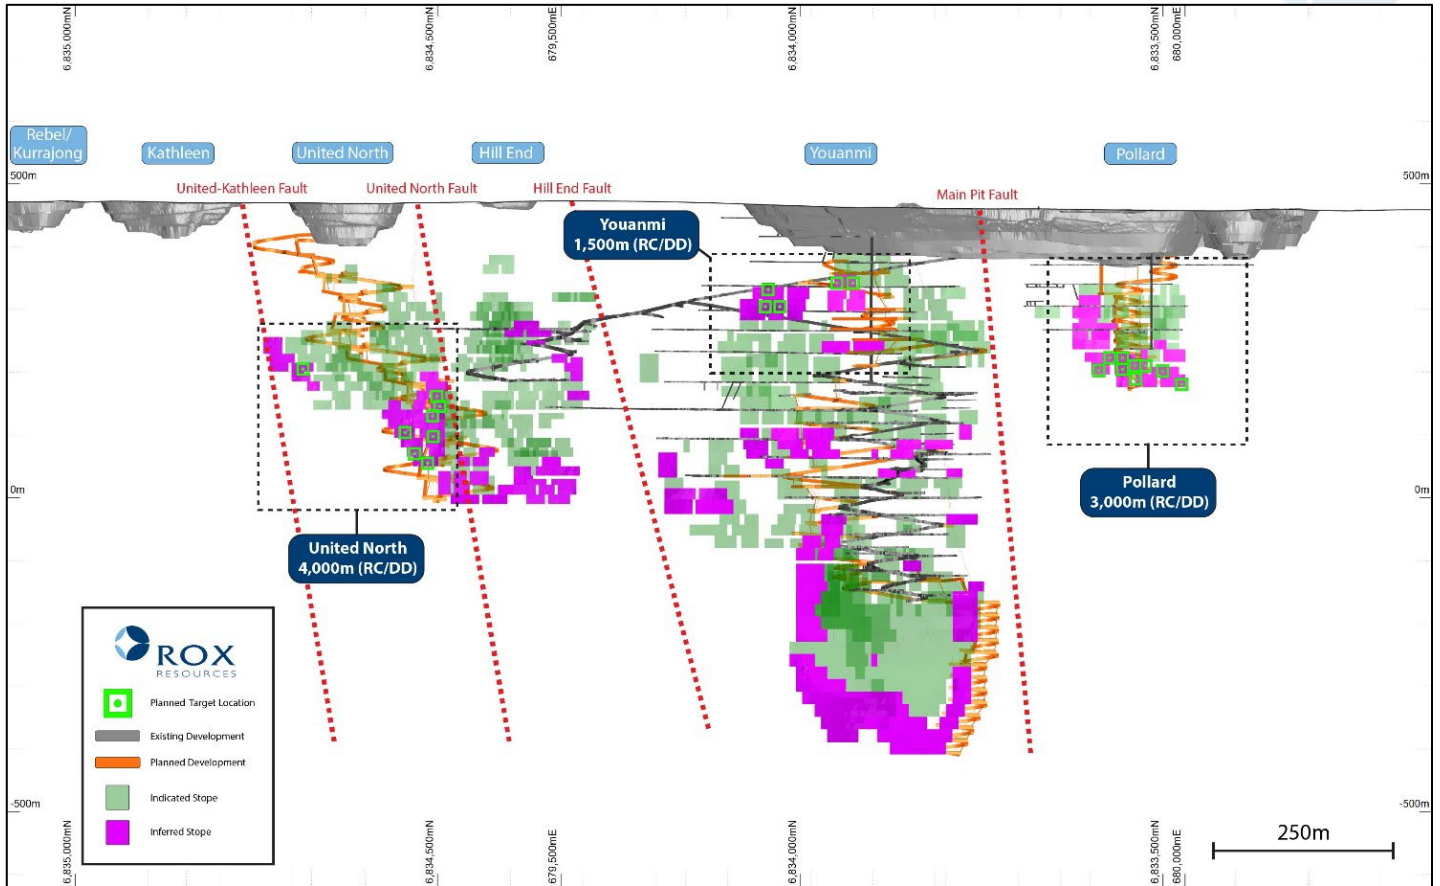 6,835,000mN
6,834,500mN
679,500mE
6,834,000mN
6,833,500mN
680,000mE
Rebel/
Kurrajong
Kathleen
United North
Hill End
Youanmi
Pollard
500m
500m
United-Kathleen Fault
United North Fault
Hill End Fault
Main Pit Fault
Youanmi
1,500m (RC/DD)
Pollard
3,000m (RC/DD)
0m
0m
United North
4,000m (RC/DD)
ROX
RESOURCES
Planned Target Location
Existing Development
Planned Development
Indicated Stope
Inferred Stope
-500m
-500m
250m
6,835,000mN
6,834,500mN
679,500mE
6,834,000mN
6,833,500mN
680,000mE